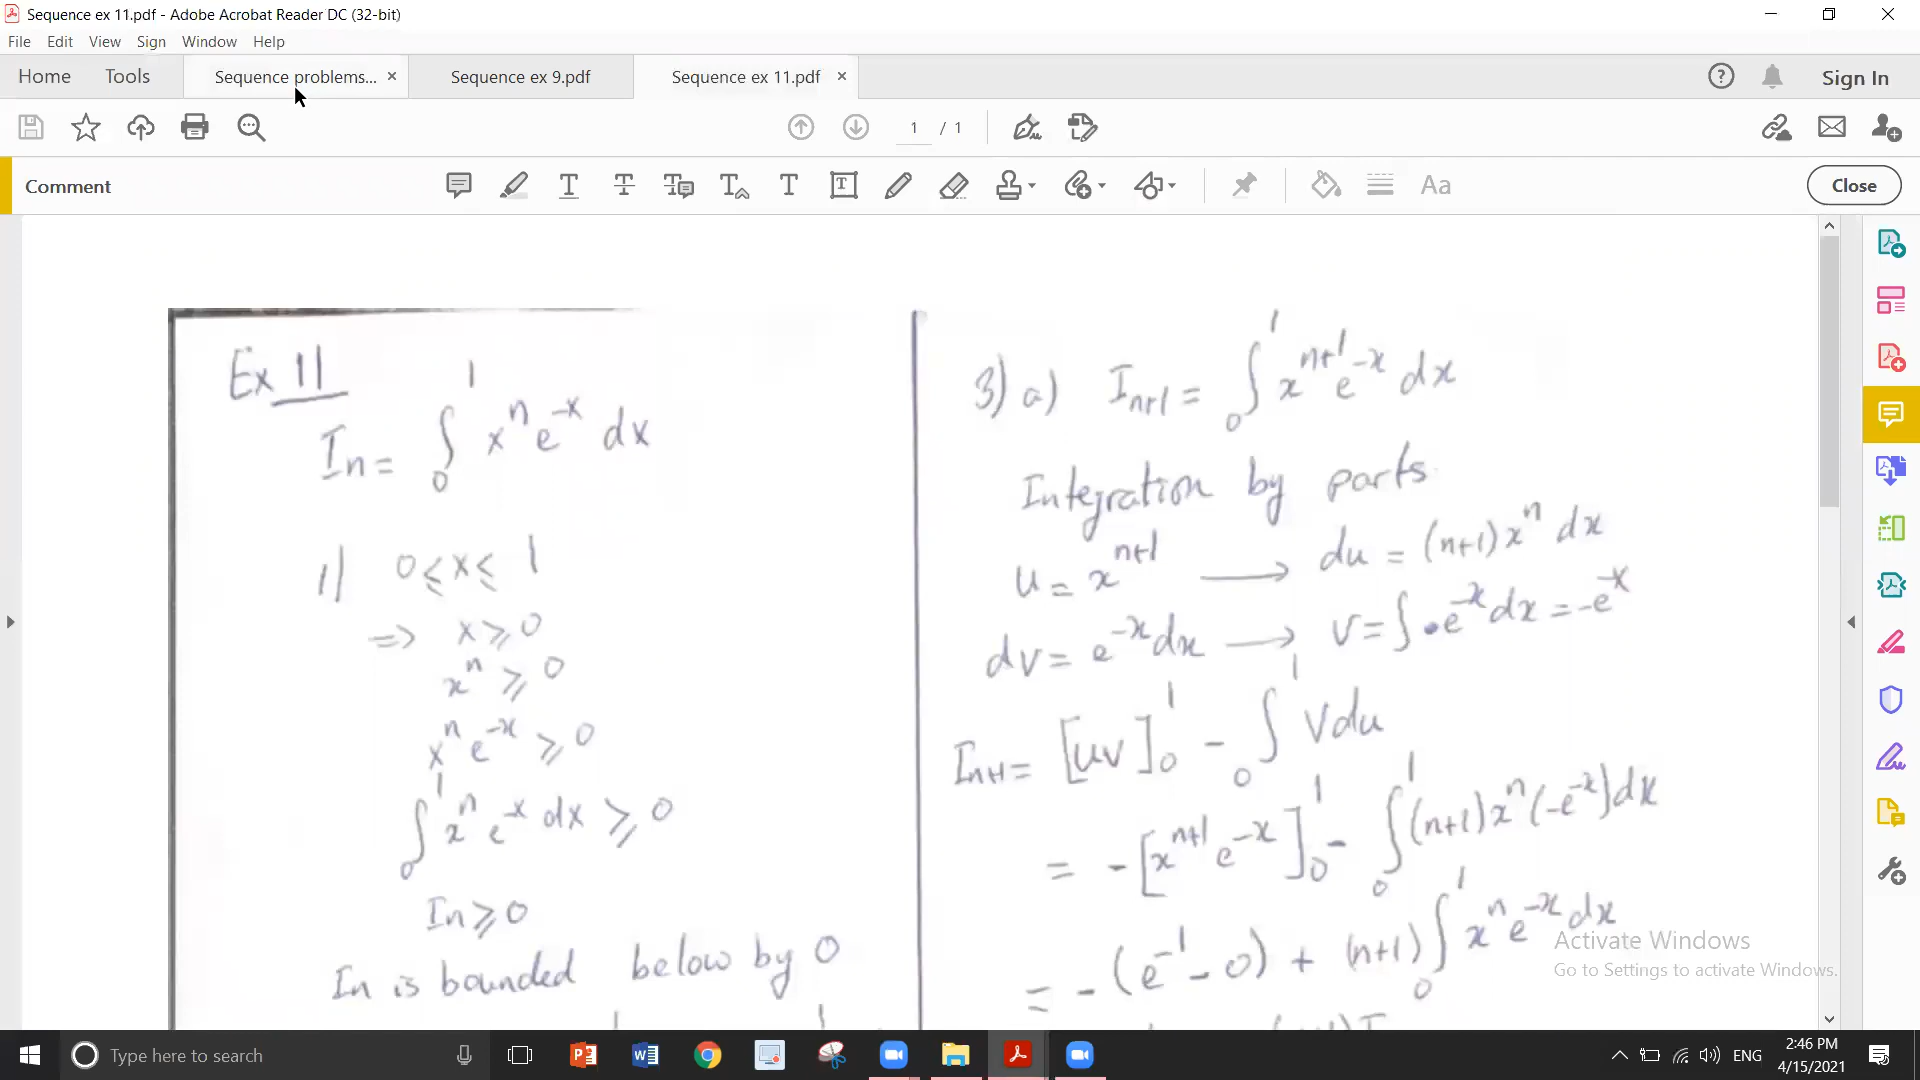 Sequence ex 11.pdf - Adobe Acrobat Reader DC (32-bit)
File Edit View Sign Window Help
Home Tools Sequence problems... × Sequence ex 9.pdf Sequence ex 11.pdf × Sign In
1 / 1
Comment Aa Close
Ex 11
Iₙ = ∫₀¹ xⁿ e⁻ˣ dx
1) 0 ≤ x ≤ 1
=> x ≥ 0
xⁿ ≥ 0
xⁿ e⁻ˣ ≥ 0
∫₀¹ xⁿ e⁻ˣ dx ≥ 0
In ≥ 0
In is bounded below by 0
3) a) Iₙ₊₁ = ∫₀¹ xⁿ⁺¹ e⁻ˣ dx
Integration by parts
u = xⁿ⁺¹ → du = (n+1) xⁿ dx
dv = e⁻ˣ dx → v = ∫ e⁻ˣ dx = -e⁻ˣ
Iₙ₊₁ = [uv]₀¹ - ∫₀¹ v du
= -[xⁿ⁺¹ e⁻ˣ]₀¹ - ∫₀¹ (n+1) xⁿ (-e⁻ˣ) dx
= -(e⁻¹ - 0) + (n+1) ∫₀¹ xⁿ e⁻ˣ dx
Activate Windows
Go to Settings to activate Windows.
Type here to search
ENG
2:46 PM
4/15/2021